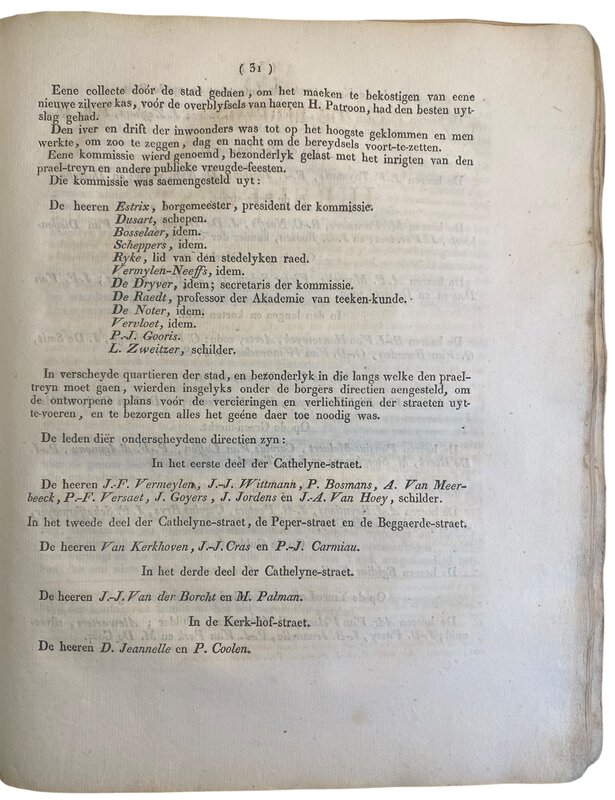 ( 31 )
Eene collecte doór de stad gedaen, om het maeken te bekostigen van eene
nieuwe zilvere kas, voór de overblyfsels van haeren H. Patroon, had den besten uyt-
slag gehad.
Den iver en drift der inwoonders was tot op het hoogste geklommen en men
werkte, om zoo te zeggen, dag en nacht om de bereydsels voort-te-zetten.
Eene kommissie wierd genoemd, bezonderlyk gelast met het inrigten van den
prael-treyn en andere publieke vreugde-feesten.
Die kommissie was saemengesteld uyt:
De heeren Estrix, borgemeester, president der kommissie.
Dusart, schepen.
Bosselaer, idem.
Scheppers, idem.
Ryke, lid van den stedelyken raed.
Vermylen-Neeffs, idem.
De Dryver, idem; secretaris der kommissie.
De Raedt, professor der Akademie van teeken-kunde.
De Noter, idem.
Vervloet, idem.
P.-J. Gooris.
L. Zweitzer, schilder.
In verscheyde quartieren der stad, en bezonderlyk in die langs welke den prael-
treyn moet gaen, wierden insgelyks onder de borgers directien aengesteld, om
de ontworpene plans voór de vercieringen en verlichtingen der straeten uyt-
te-voeren, en te bezorgen alles het geéne daer toe noodig was.
De leden diër onderscheydene directien zyn:
In het eerste deel der Cathelyne-straet.
De heeren J.-F. Vermeylen, J.-J. Wittmann, P. Bosmans, A. Van Meer-
beeck, P.-F. Versaet, J. Goyers, J. Jordens en J.-A. Van Hoey, schilder.
In het tweede deel der Cathelyne-straet, de Peper-straet en de Beggaerde-straet.
De heeren Van Kerkhoven, J.-J. Cras en P.-J. Carmiau.
In het derde deel der Cathelyne-straet.
De heeren J.-J. Van der Borcht en M. Palman.
In de Kerk-hof-straet.
De heeren D. Jeannelle en P. Coolen.